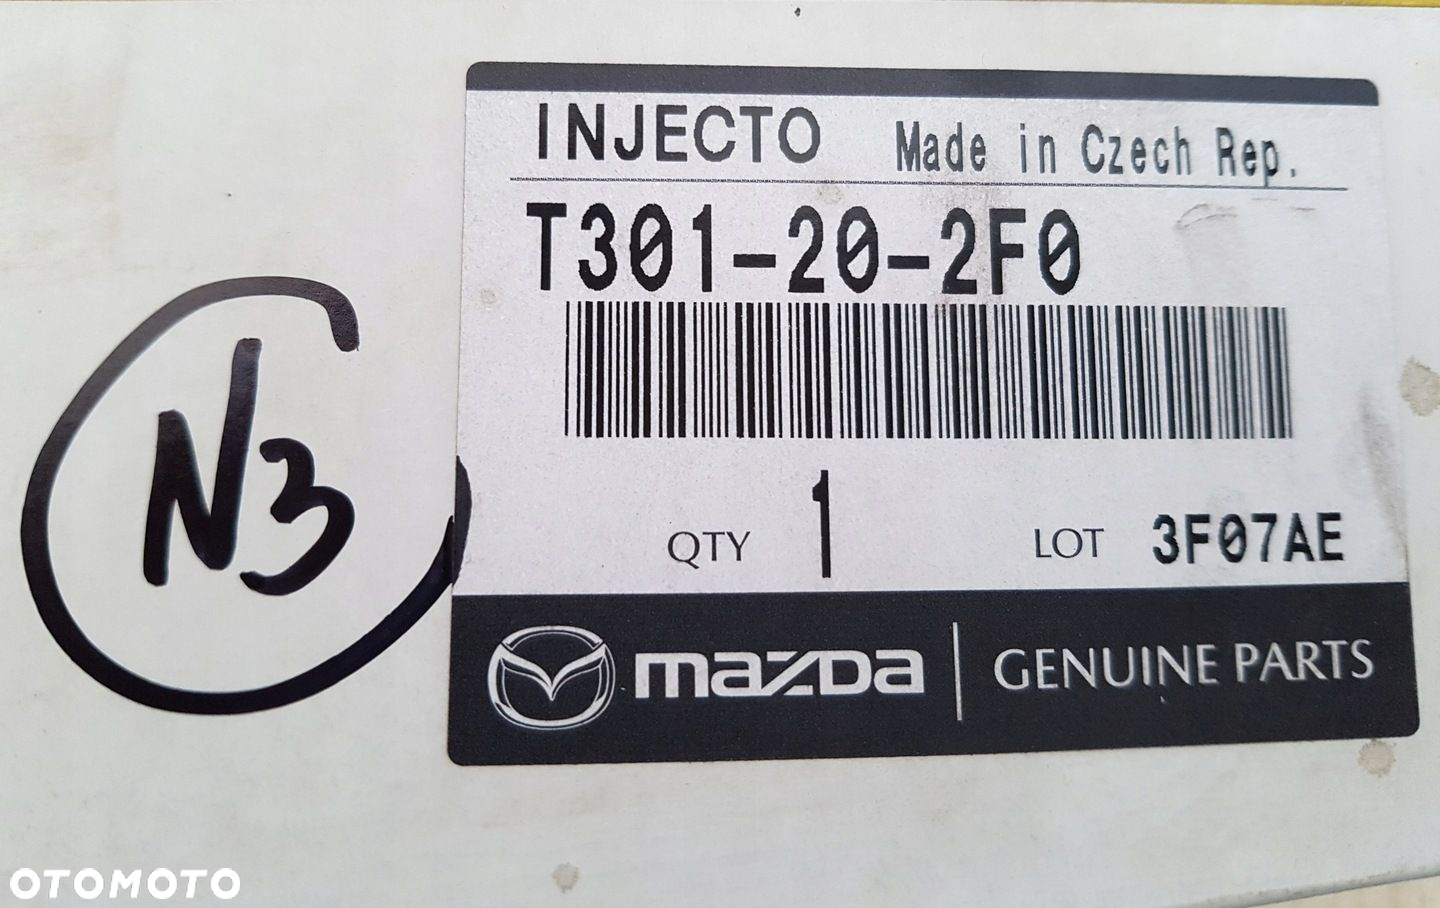 INJECTO Made in Czech Rep.
T301-20-2F0
QTY 1 LOT 3F07AE
mazda GENUINE PARTS
N3
OTOMOTO